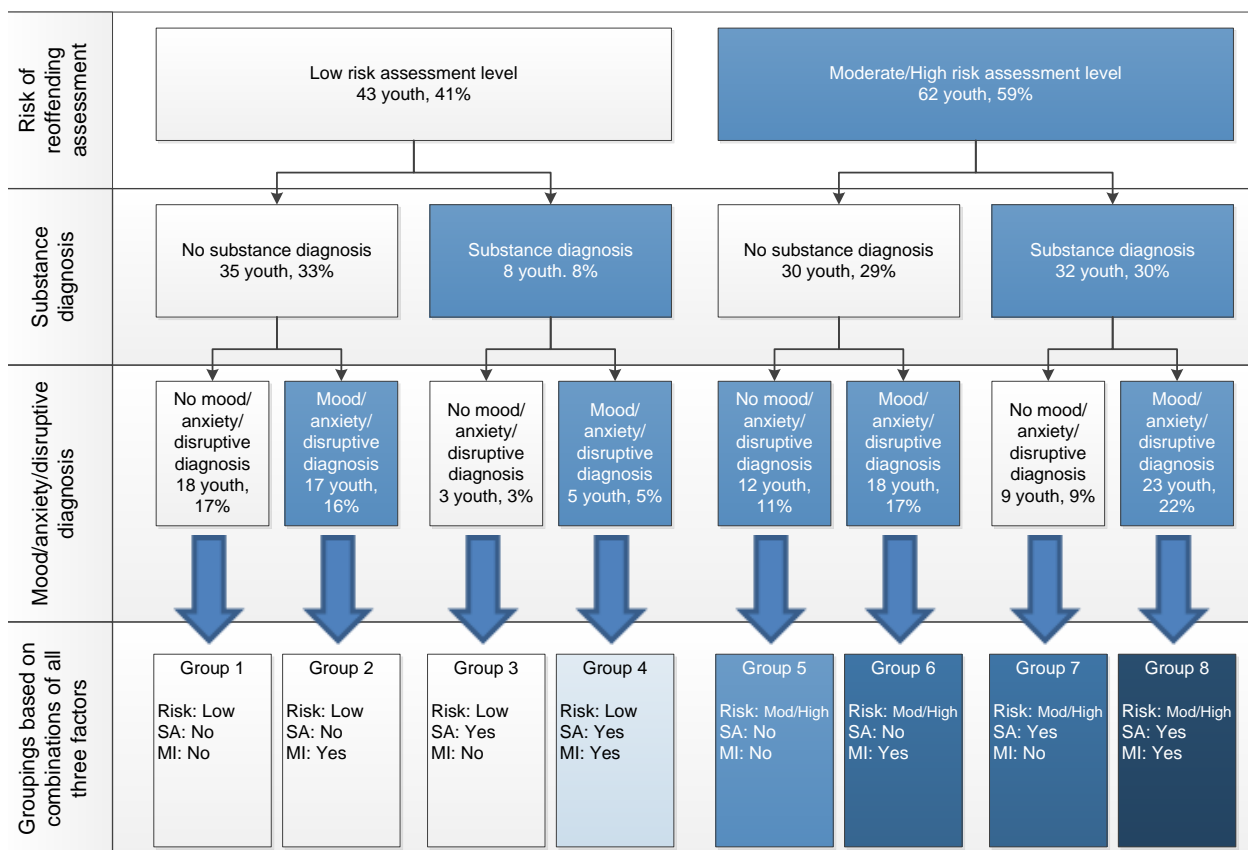 Risk of
reoffending
assessment
Low risk assessment level
43 youth, 41%
Moderate/High risk assessment level
62 youth, 59%
Substance
diagnosis
No substance diagnosis
35 youth, 33%
Substance diagnosis
8 youth. 8%
No substance diagnosis
30 youth, 29%
Substance diagnosis
32 youth, 30%
Mood/anxiety/disruptive
diagnosis
No mood/
anxiety/
disruptive
diagnosis
18 youth,
17%
Mood/
anxiety/
disruptive
diagnosis
17 youth,
16%
No mood/
anxiety/
disruptive
diagnosis
3 youth, 3%
Mood/
anxiety/
disruptive
diagnosis
5 youth, 5%
No mood/
anxiety/
disruptive
diagnosis
12 youth,
11%
Mood/
anxiety/
disruptive
diagnosis
18 youth,
17%
No mood/
anxiety/
disruptive
diagnosis
9 youth, 9%
Mood/
anxiety/
disruptive
diagnosis
23 youth,
22%
Groupings based on
combinations of all
three factors
Group 1
Risk: Low
SA: No
MI: No
Group 2
Risk: Low
SA: No
MI: Yes
Group 3
Risk: Low
SA: Yes
MI: No
Group 4
Risk: Low
SA: Yes
MI: Yes
Group 5
Risk: Mod/High
SA: No
MI: No
Group 6
Risk: Mod/High
SA: No
MI: Yes
Group 7
Risk: Mod/High
SA: Yes
MI: No
Group 8
Risk: Mod/High
SA: Yes
MI: Yes